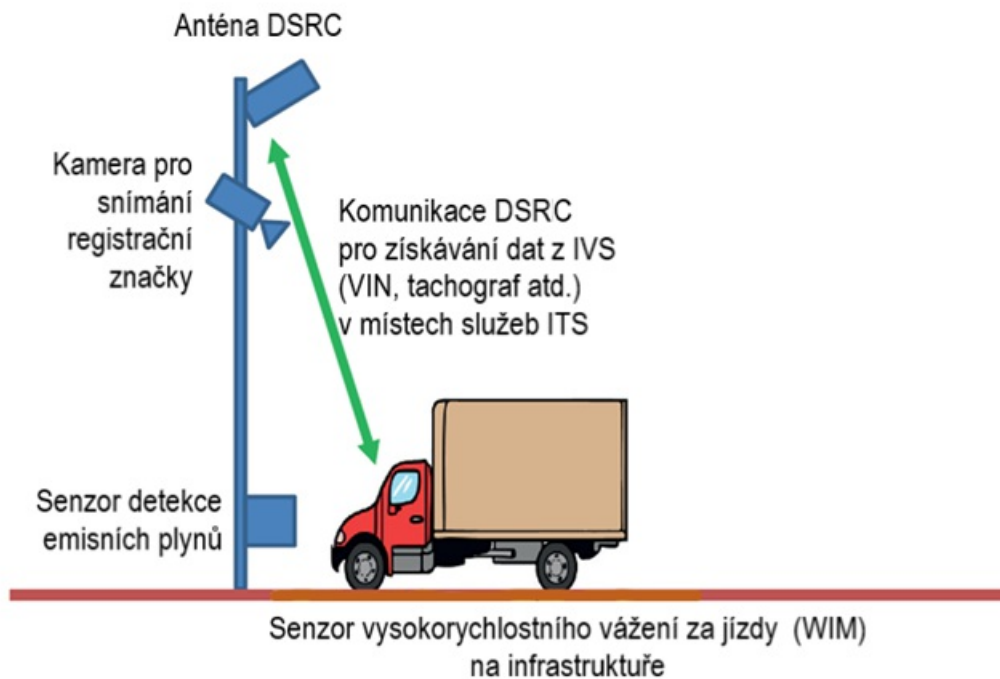 Anténa DSRC
Kamera pro
snímání
registrační
značky
Komunikace DSRC
pro získávání dat z IVS
(VIN, tachograf atd.)
v místech služeb ITS
Senzor detekce
emisních plynů
Senzor vysokorychlostního vážení za jízdy (WIM)
na infrastruktuře